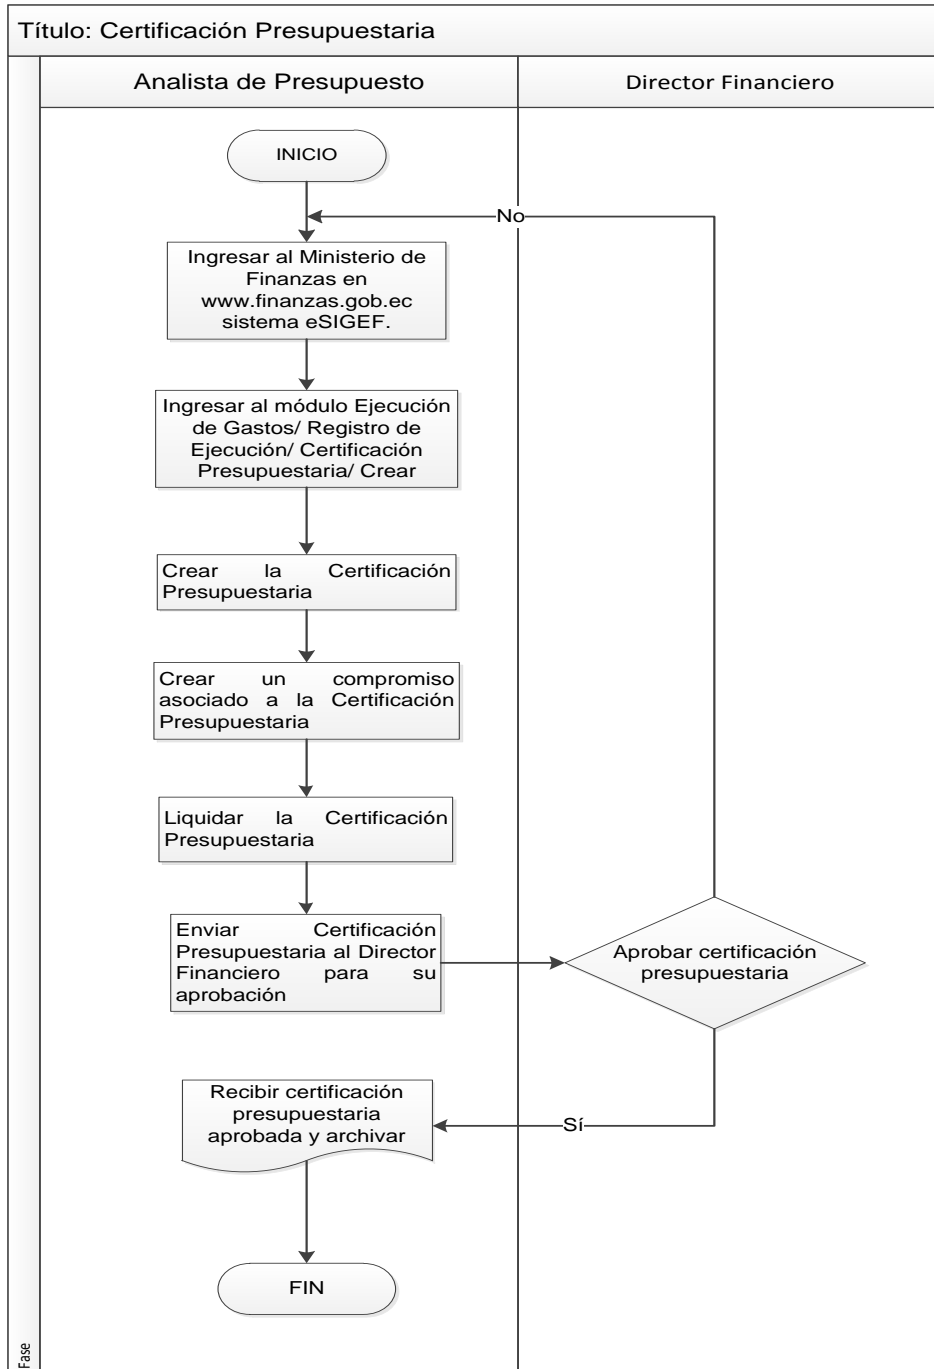 Título: Certificación Presupuestaria
Analista de Presupuesto
Director Financiero
INICIO
No
Ingresar al Ministerio de
Finanzas en
www.finanzas.gob.ec
sistema eSIGEF.
Ingresar al módulo Ejecución
de Gastos/ Registro de
Ejecución/ Certificación
Presupuestaria/ Crear
Crear la Certificación
Presupuestaria
Crear un compromiso
asociado a la Certificación
Presupuestaria
Liquidar la Certificación
Presupuestaria
Enviar Certificación
Presupuestaria al Director
Financiero para su
aprobación
Aprobar certificación
presupuestaria
Recibir certificación
presupuestaria
aprobada y archivar
Sí
FIN
Fase